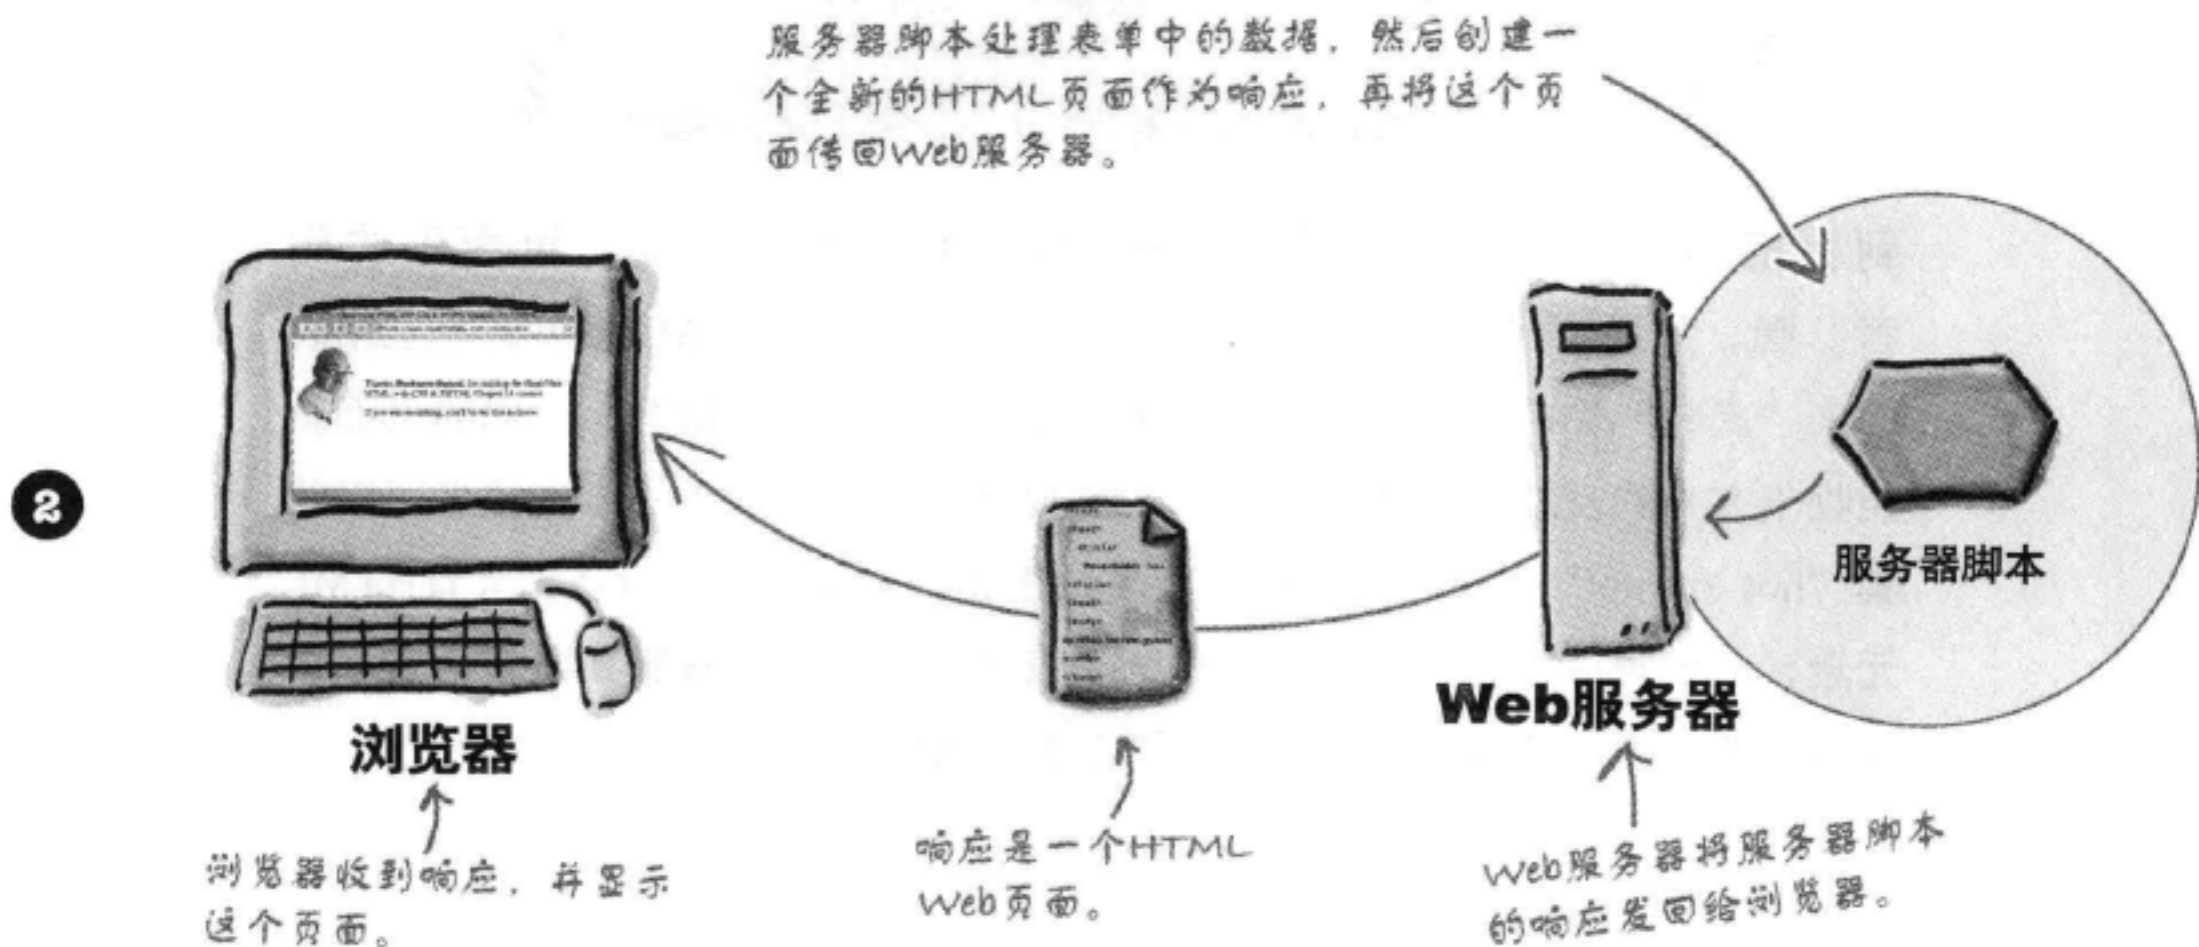 服务器脚本处理表单中的数据，然后创建一
个全新的HTML页面作为响应，再将这个页
面传回Web服务器。
2
服务器脚本
Web服务器
浏览器
浏览器收到响应，并显示
这个页面。
响应是一个HTML
Web页面。
Web服务器将服务器脚本
的响应发回给浏览器。